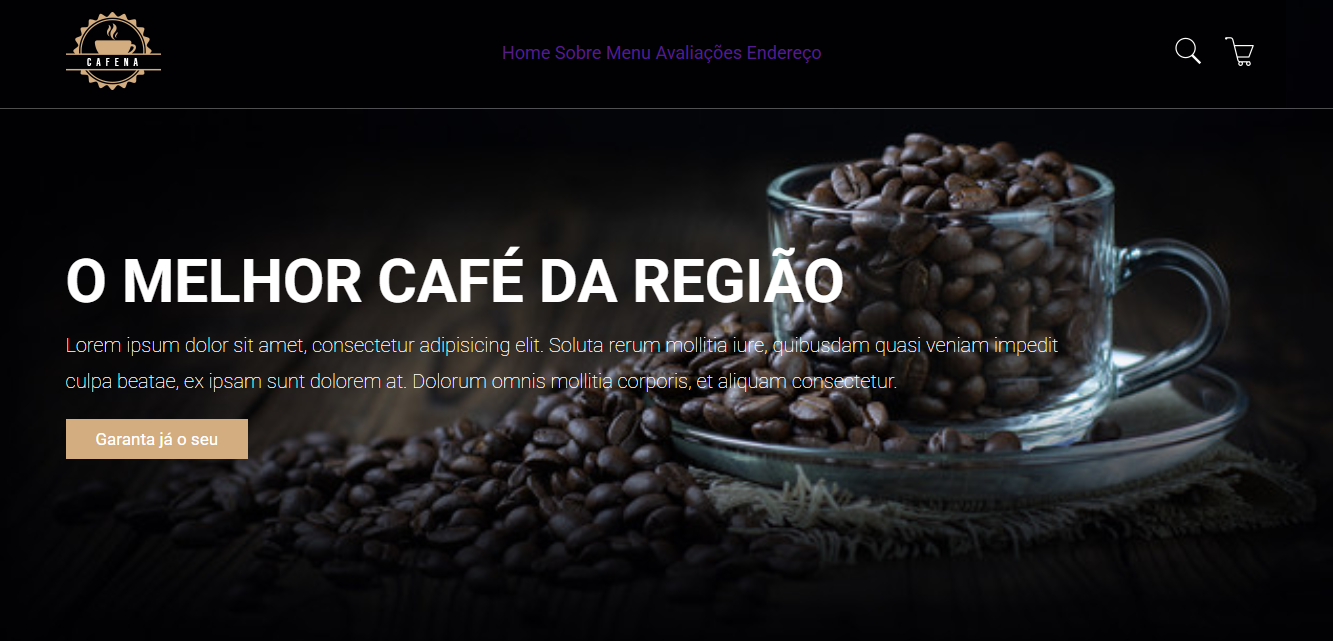 CAFENA
Home Sobre Menu Avaliações Endereço
O MELHOR CAFÉ DA REGIÃO
Lorem ipsum dolor sit amet, consectetur adipisicing elit. Soluta rerum mollitia iure, quibusdam quasi veniam impedit
culpa beatae, ex ipsam sunt dolorem at. Dolorum omnis mollitia corporis, et aliquam consectetur.
Garanta já o seu